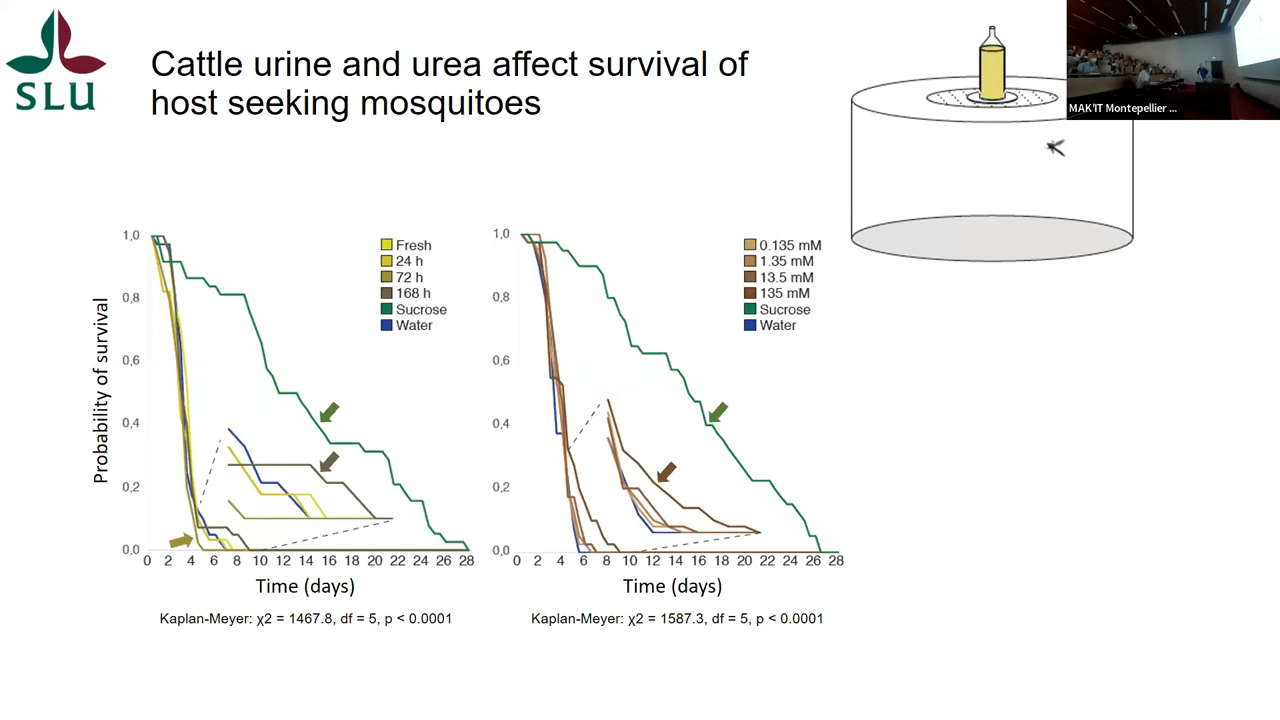 SLU
Cattle urine and urea affect survival of
host seeking mosquitoes
MAK'IT Montepellier ...
Probability of survival
1,0
0,8
0,6
0,4
0,2
0,0
0 2 4 6 8 10 12 14 16 18 20 22 24 26 28
Time (days)
Fresh
24 h
72 h
168 h
Sucrose
Water
Kaplan-Meyer: χ2 = 1467.8, df = 5, p < 0.0001
1,0
0,8
0,6
0,4
0,2
0,0
0 2 4 6 8 10 12 14 16 18 20 22 24 26 28
Time (days)
0.135 mM
1.35 mM
13.5 mM
135 mM
Sucrose
Water
Kaplan-Meyer: χ2 = 1587.3, df = 5, p < 0.0001